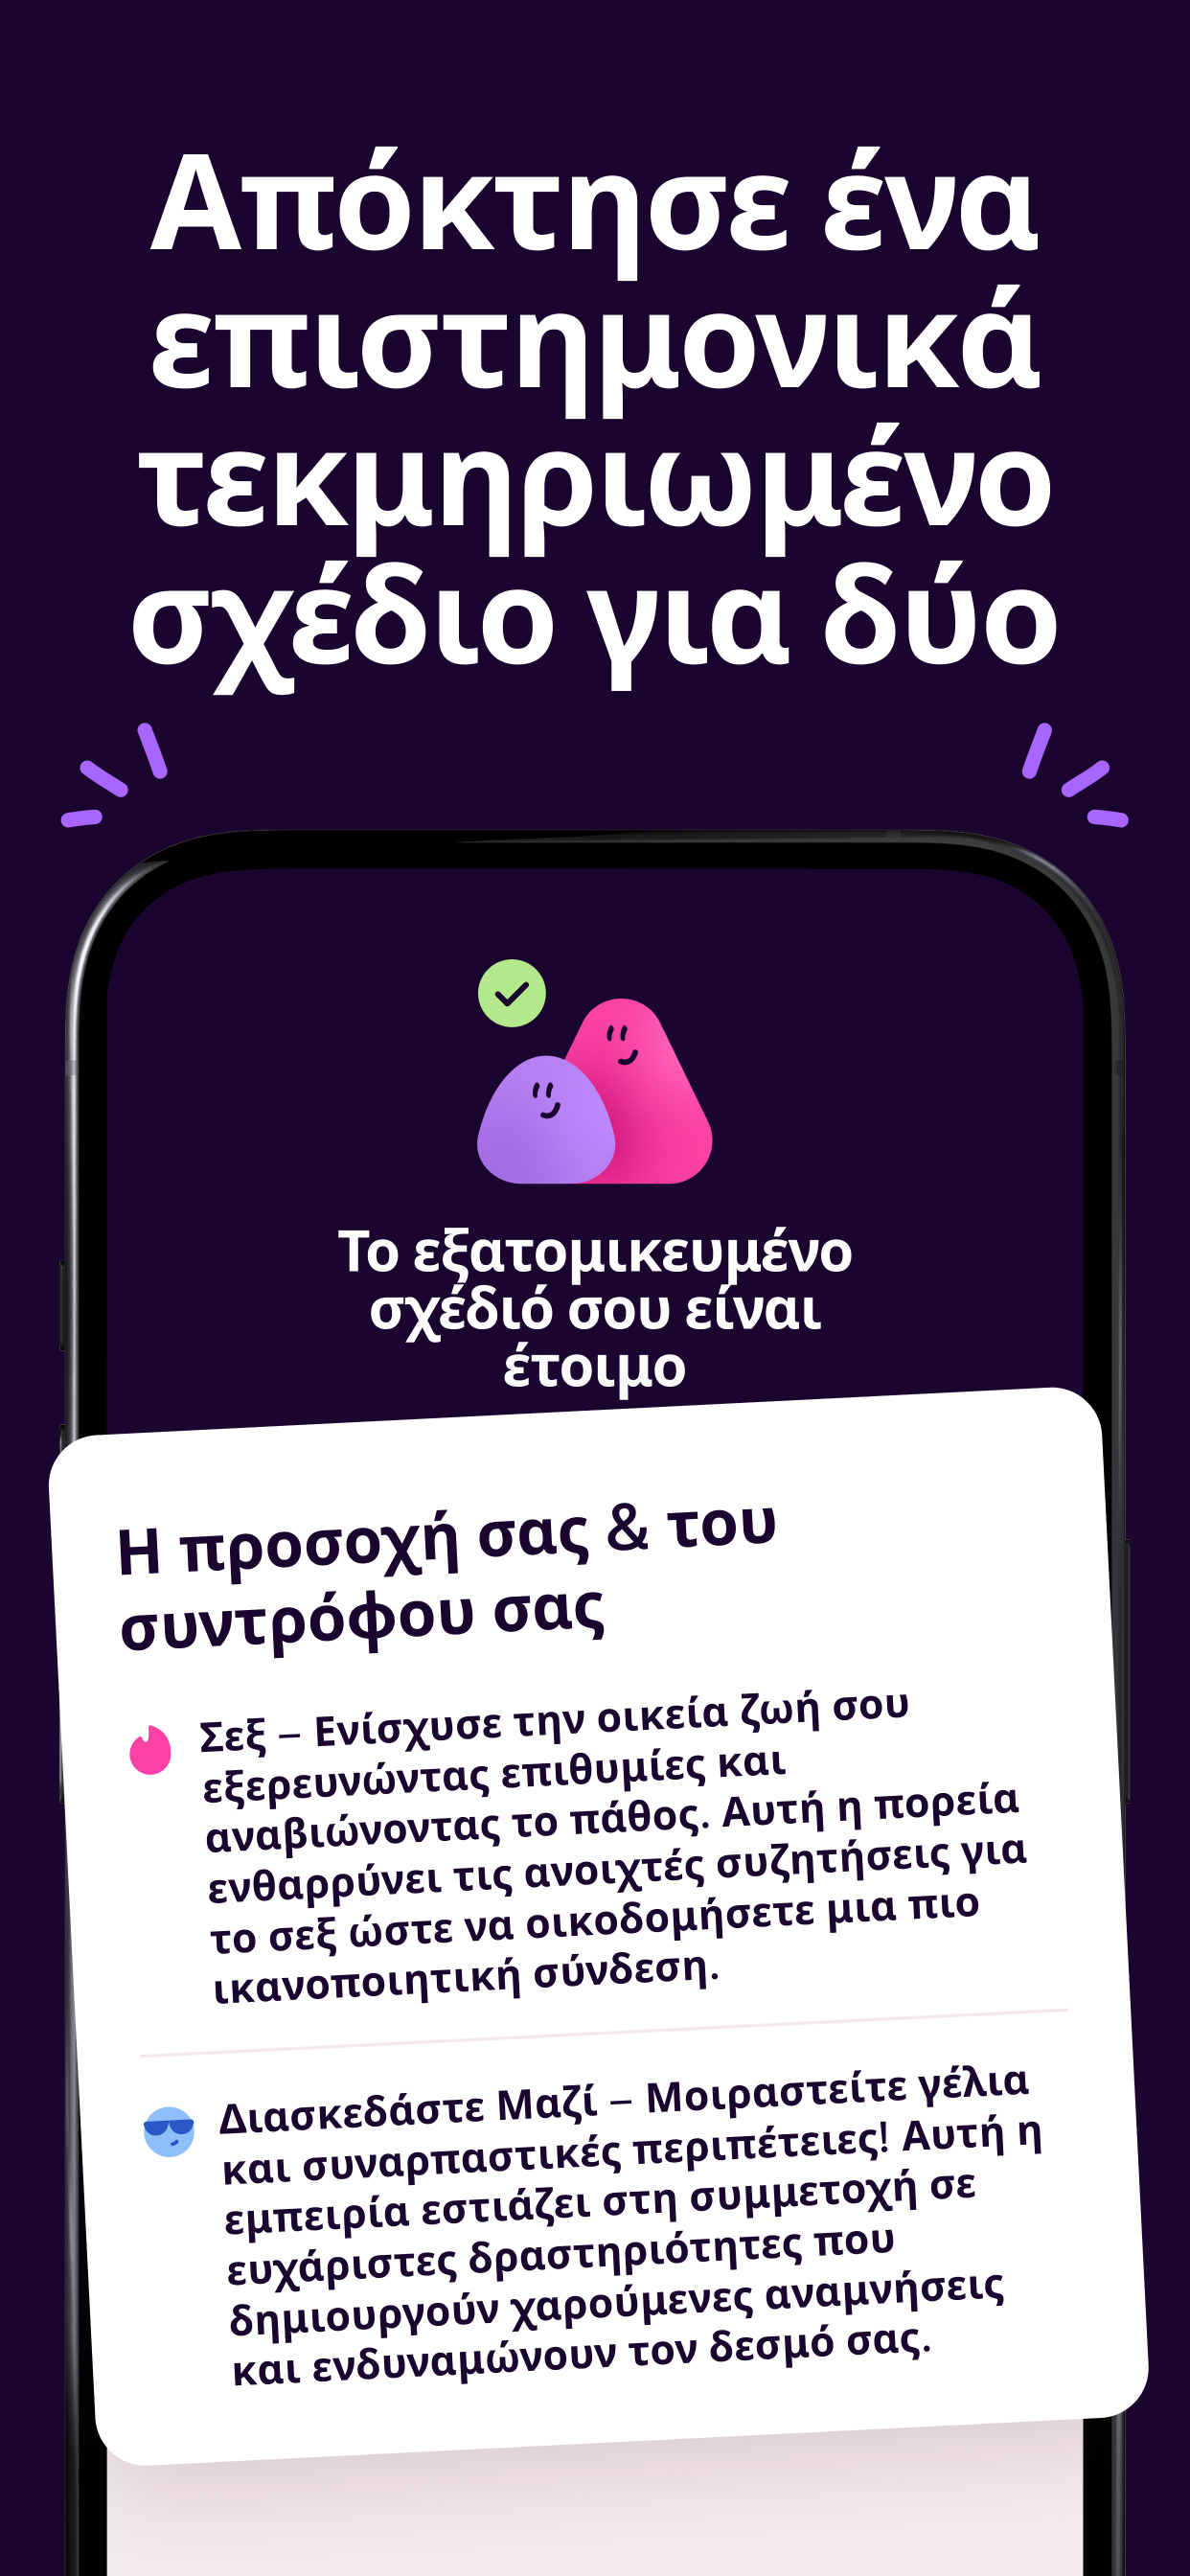 Απόκτησε ένα
επιστημονικά
τεκμηριωμένο
σχέδιο για δύο
Το εξατομικευμένο
σχέδιό σου είναι
έτοιμο
Η προσοχή σας & του
συντρόφου σας
Σεξ – Ενίσχυσε την οικεία ζωή σου
εξερευνώντας επιθυμίες και
αναβιώνοντας το πάθος. Αυτή η πορεία
ενθαρρύνει τις ανοιχτές συζητήσεις για
το σεξ ώστε να οικοδομήσετε μια πιο
ικανοποιητική σύνδεση.
Διασκεδάστε Μαζί – Μοιραστείτε γέλια
και συναρπαστικές περιπέτειες! Αυτή η
εμπειρία εστιάζει στη συμμετοχή σε
ευχάριστες δραστηριότητες που
δημιουργούν χαρούμενες αναμνήσεις
και ενδυναμώνουν τον δεσμό σας.